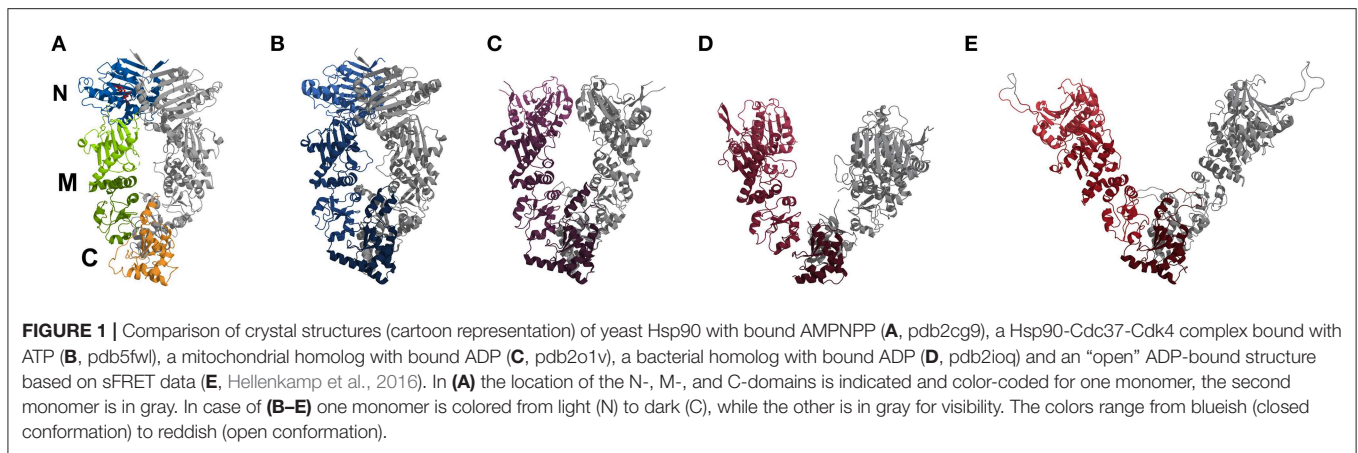 A
B
C
D
E
N
M
C
FIGURE 1 | Comparison of crystal structures (cartoon representation) of yeast Hsp90 with bound AMPNPP (A, pdb2cg9), a Hsp90-Cdc37-Cdk4 complex bound with
ATP (B, pdb5fwl), a mitochondrial homolog with bound ADP (C, pdb2o1v), a bacterial homolog with bound ADP (D, pdb2ioq) and an “open” ADP-bound structure
based on sFRET data (E, Hellenkamp et al., 2016). In (A) the location of the N-, M-, and C-domains is indicated and color-coded for one monomer, the second
monomer is in gray. In case of (B–E) one monomer is colored from light (N) to dark (C), while the other is in gray for visibility. The colors range from blueish (closed
conformation) to reddish (open conformation).